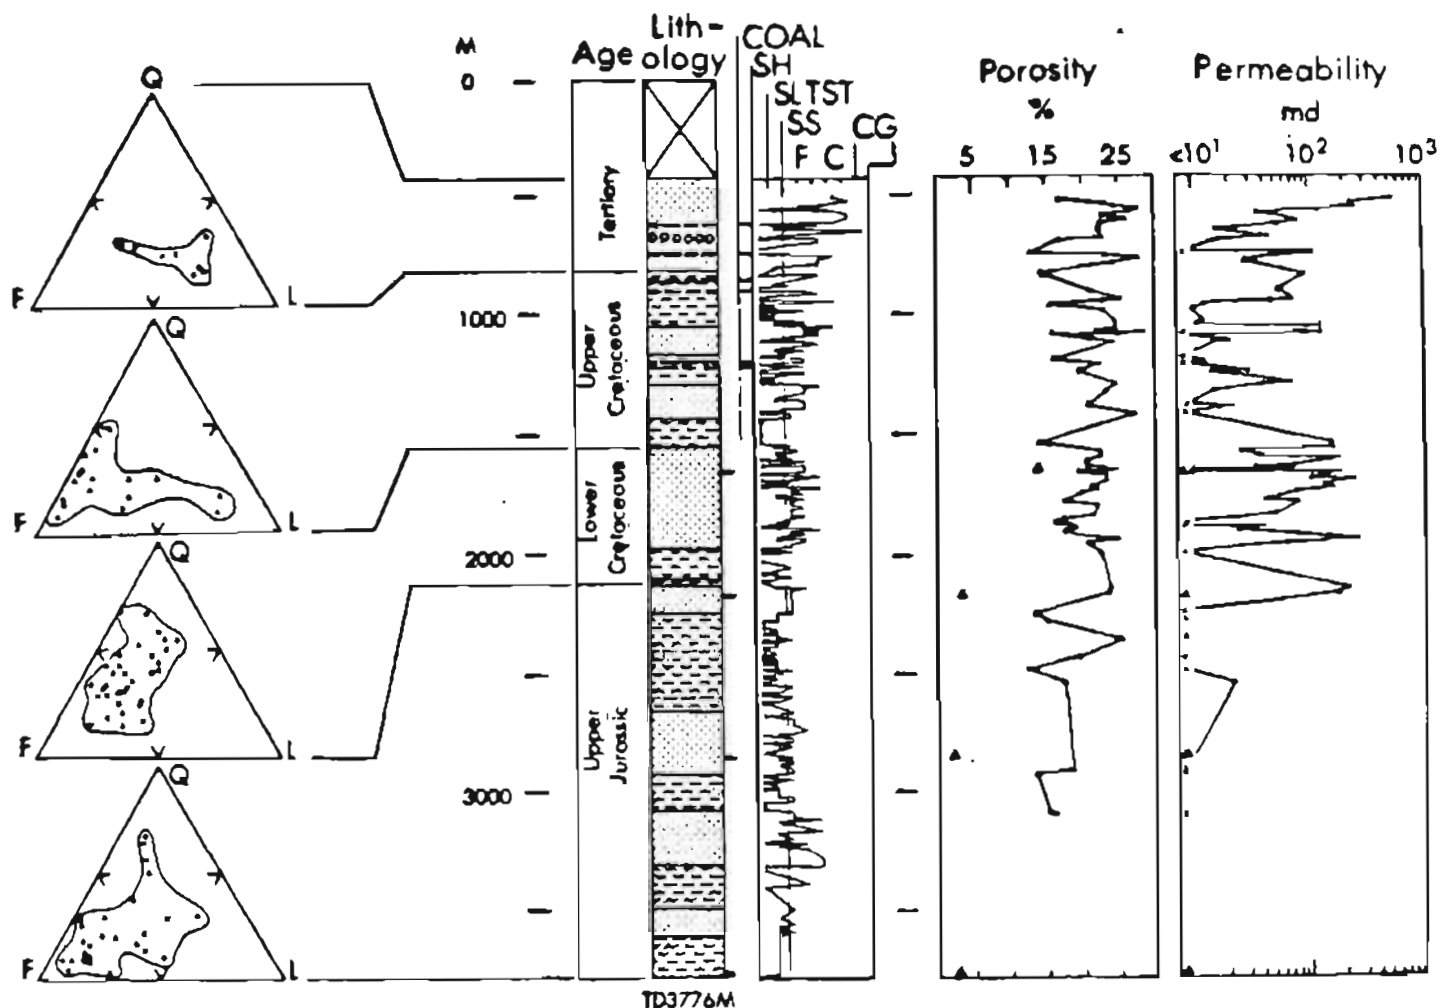 Lith-
ology
Age
M
0
1000
2000
3000
COAL
SH
SLTST
SS
F C
CG
Porosity
%
5 15 25
Permeability
md
<10¹ 10² 10³
Tertiary
Upper
Cretaceous
Lower
Cretaceous
Upper
Jurassic
Q
F L
Q
F L
Q
F L
Q
F L
TD3776M